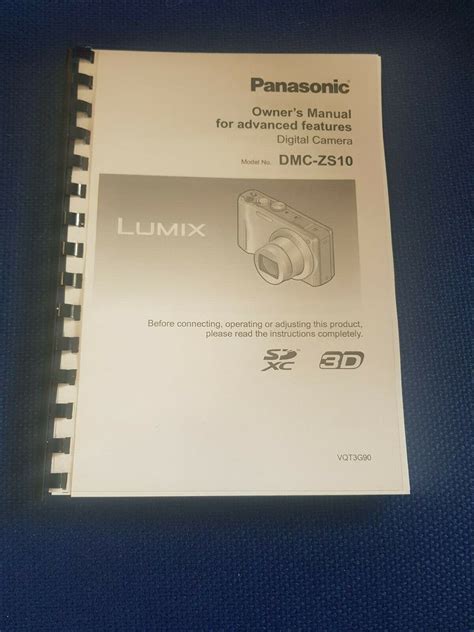 Panasonic
Owner's Manual
for advanced features
Digital Camera
Model No. DMC-ZS10
LUMIX
Before connecting, operating or adjusting this product,
please read the instructions completely.
SD XC 3D
VQT3G90